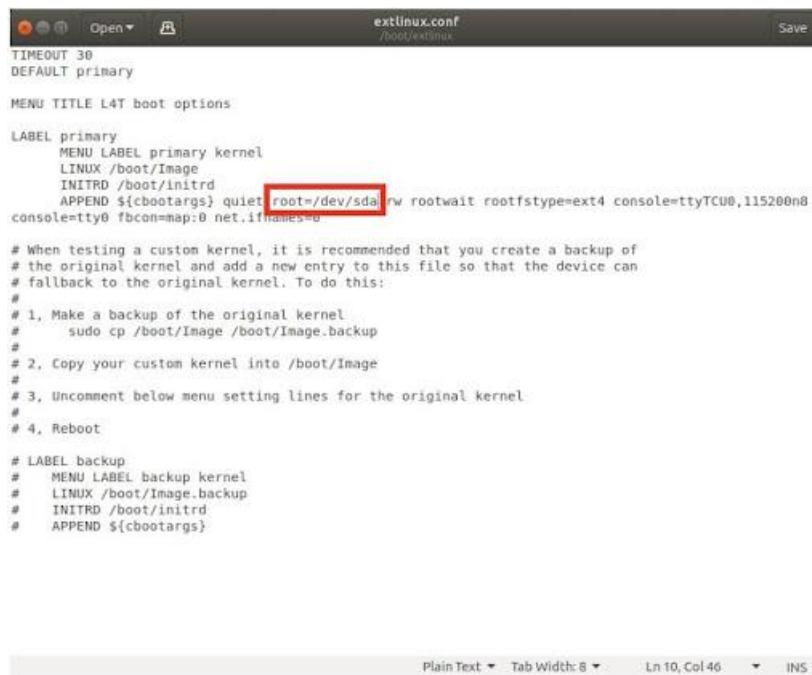 Open
extlinux.conf
/boot/extlinux
Save
TIMEOUT 30
DEFAULT primary
MENU TITLE L4T boot options
LABEL primary
MENU LABEL primary kernel
LINUX /boot/Image
INITRD /boot/initrd
APPEND ${cbootargs} quiet root=/dev/sda rw rootwait rootfstype=ext4 console=ttyTCU0,115200n8
console=tty0 fbcon=map:0 net.ifnames=0
# When testing a custom kernel, it is recommended that you create a backup of
# the original kernel and add a new entry to this file so that the device can
# fallback to the original kernel. To do this:
#
# 1, Make a backup of the original kernel
# sudo cp /boot/Image /boot/Image.backup
#
# 2, Copy your custom kernel into /boot/Image
#
# 3, Uncomment below menu setting lines for the original kernel
#
# 4, Reboot
# LABEL backup
# MENU LABEL backup kernel
# LINUX /boot/Image.backup
# INITRD /boot/initrd
# APPEND ${cbootargs}
Plain Text Tab Width: 8 Ln 10, Col 46 INS